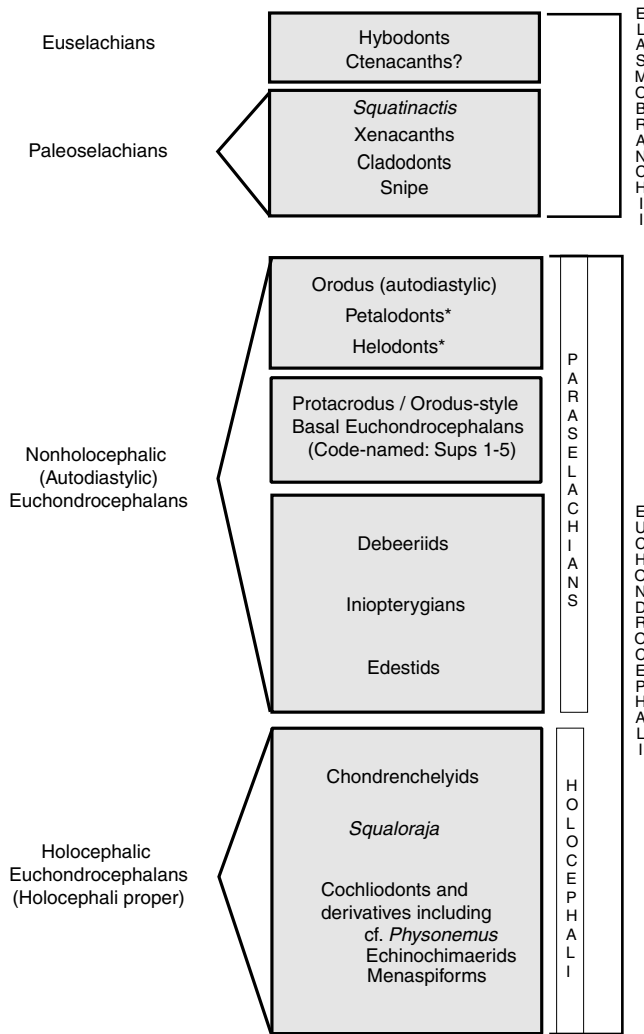 Euselachians
Hybodonts
Ctenacanths?
Paleoselachians
Squatinactis
Xenacanths
Cladodonts
Snipe
ELASMOBRANCHII
Nonholocephalic
(Autodiastylic)
Euchondrocephalans
Orodus (autodiastylic)
Petalodonts*
Helodonts*
Protacrodus / Orodus-style
Basal Euchondrocephalans
(Code-named: Sups 1-5)
Debeeriids
Iniopterygians
Edestids
PARASELACHIANS
EUCHONDROCEPHALI
Holocephalic
Euchondrocephalans
(Holocephali proper)
Chondrenchelyids
Squaloraja
Cochliodonts and
derivatives including
cf. Physonemus
Echinochimaerids
Menaspiforms
HOLOCEPHALI